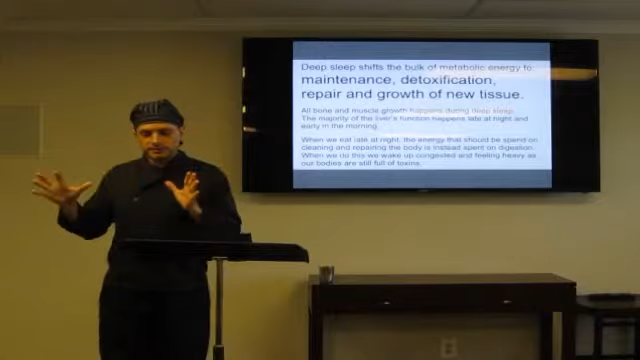 Deep sleep shifts the bulk of metabolic energy to:
maintenance, detoxification,
repair and growth of new tissue.
All bone and muscle growth happens during deep sleep.
The majority of the liver's function happens late at night and
early in the morning.
When we eat late at night, the energy that should be spend on
cleaning and repairing the body is instead spent on digestion.
When we do this we wake up congested and feeling heavy as
our bodies are still full of toxins.